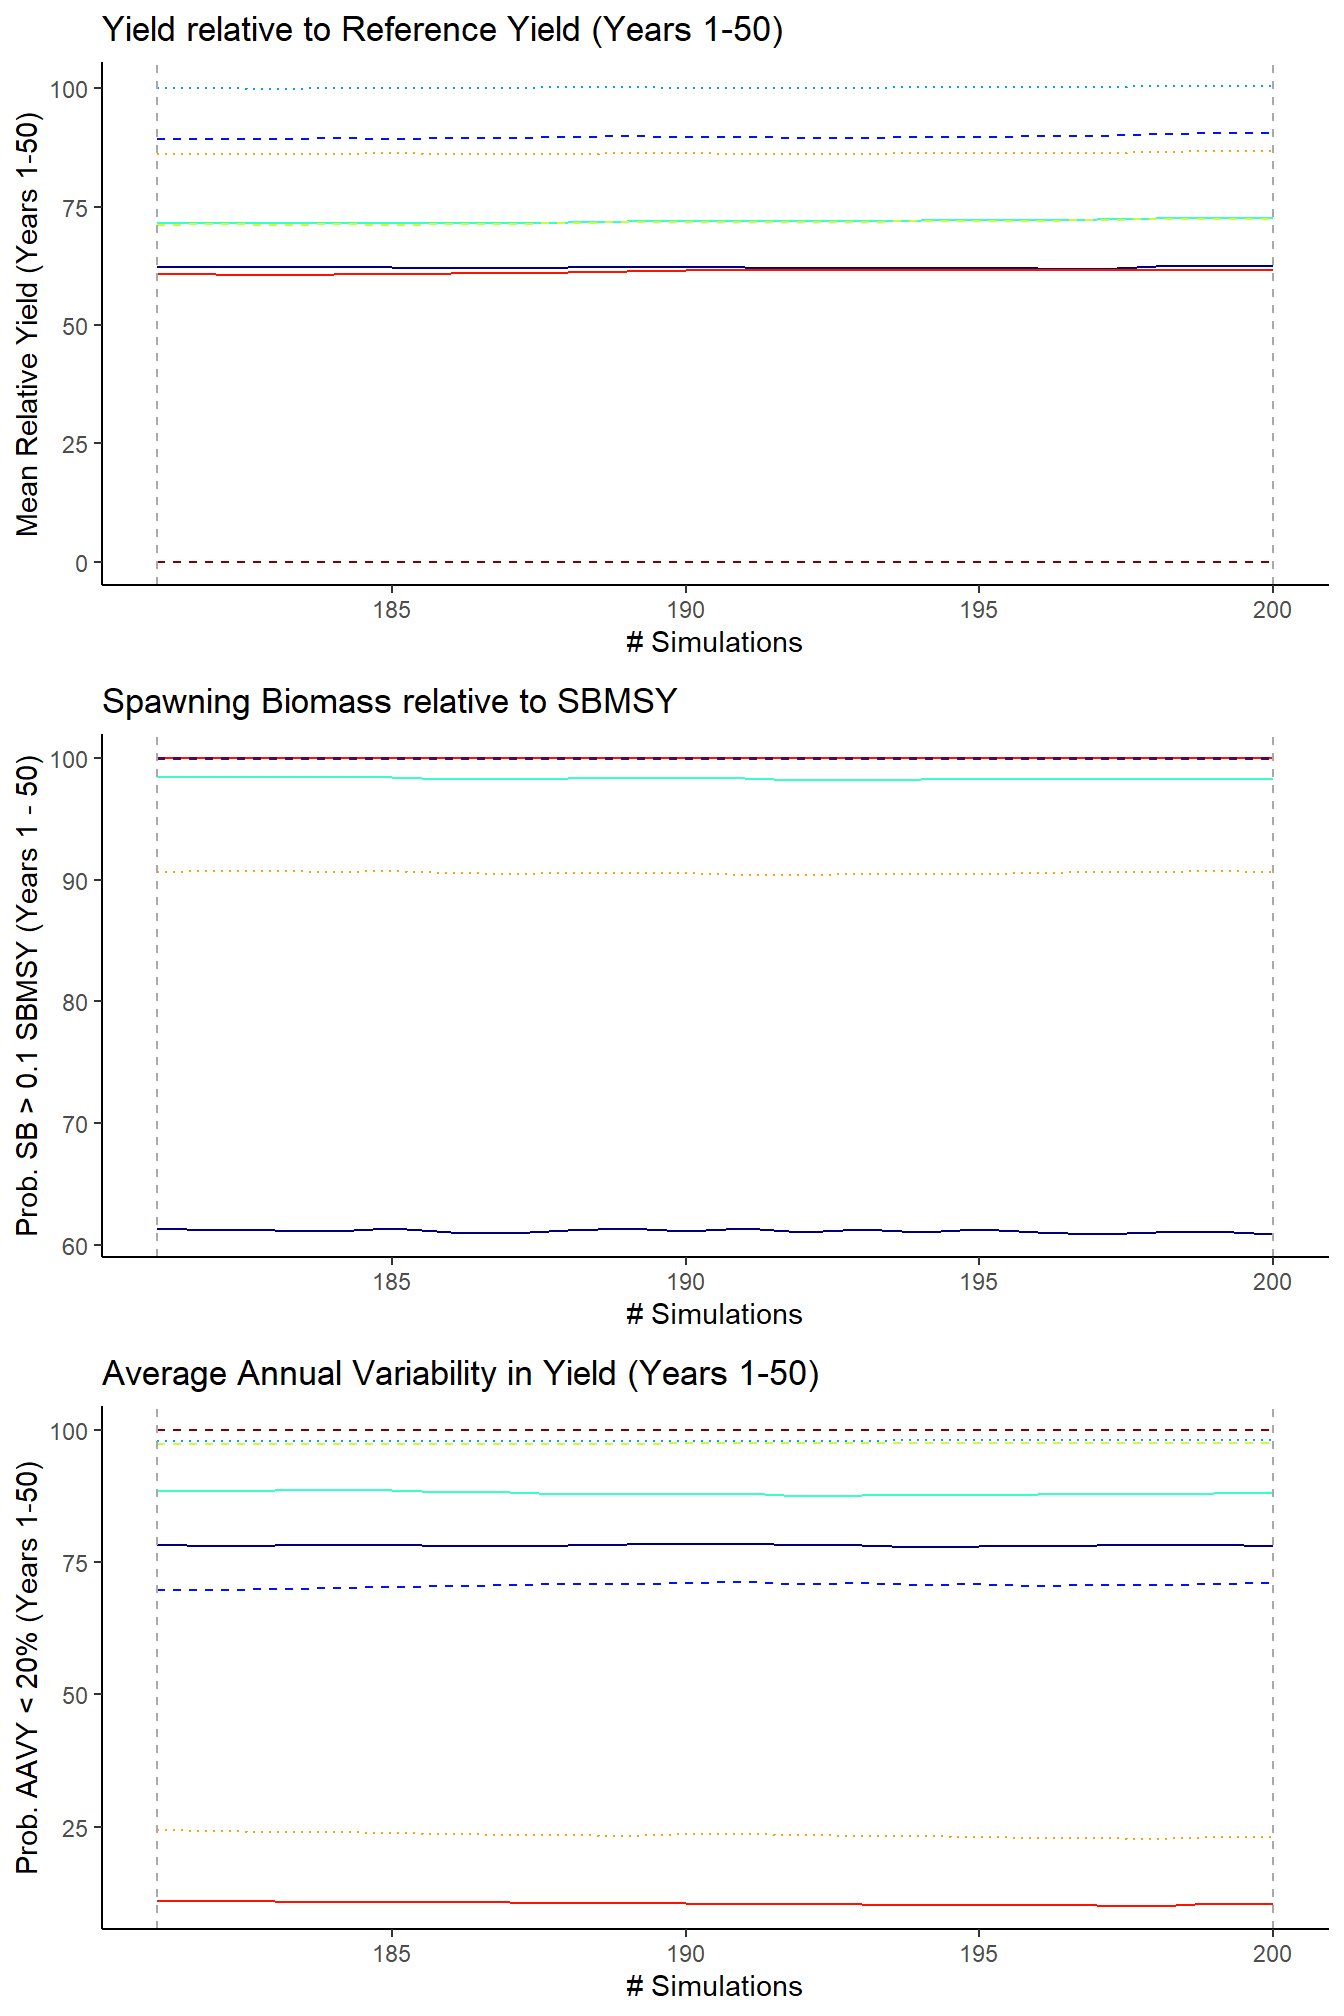 Yield relative to Reference Yield (Years 1-50)
Mean Relative Yield (Years 1-50)
100
75
50
25
0
185 190 195 200
# Simulations
Spawning Biomass relative to SBMSY
Prob. SB > 0.1 SBMSY (Years 1 - 50)
100
90
80
70
60
185 190 195 200
# Simulations
Average Annual Variability in Yield (Years 1-50)
Prob. AAVY < 20% (Years 1-50)
100
75
50
25
185 190 195 200
# Simulations